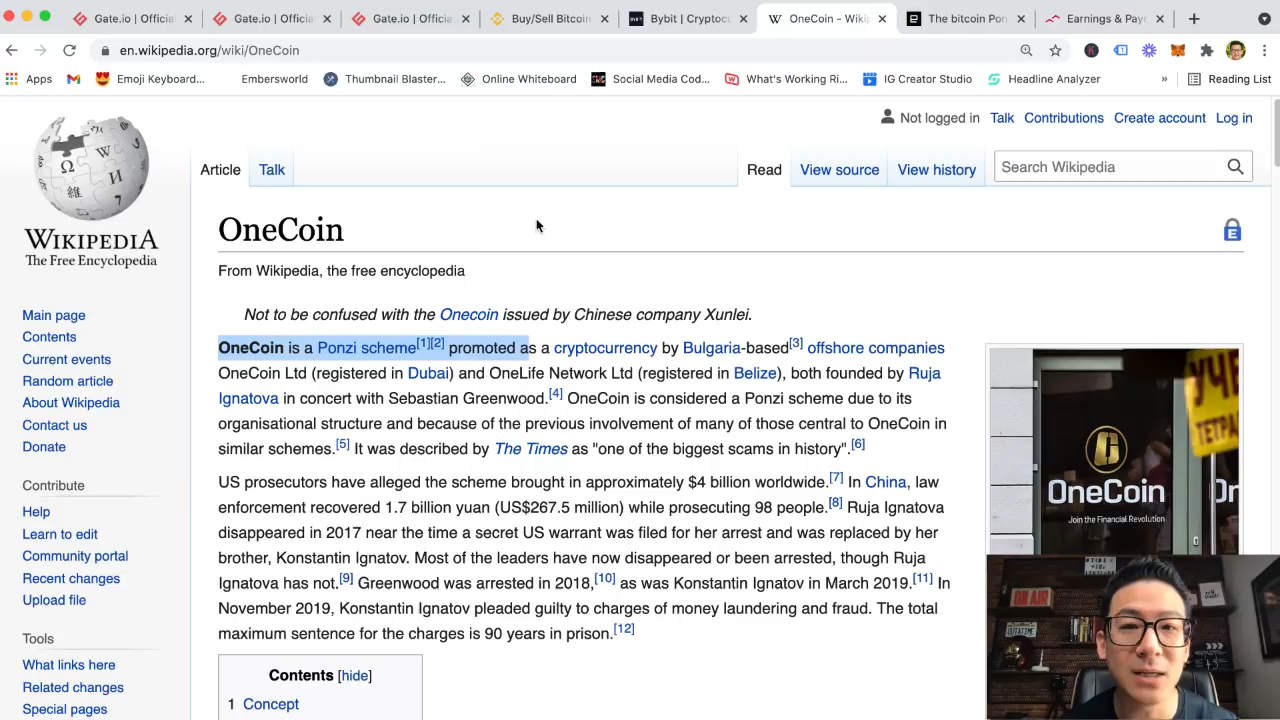 Gate.io | Officia
Gate.io | Officia
Gate.io | Officia
Buy/Sell Bitcoin
Bybit | Cryptocu
OneCoin - Wiki
The bitcoin Pon
Earnings & Payo
en.wikipedia.org/wiki/OneCoin
Apps
Emoji Keyboard...
Embersworld
Thumbnail Blaster...
Online Whiteboard
Social Media Cod...
What's Working Ri...
IG Creator Studio
Headline Analyzer
»
Reading List
Not logged in Talk Contributions Create account Log in
Article Talk
Read View source View history
Search Wikipedia
WIKIPEDIA
The Free Encyclopedia
Main page
Contents
Current events
Random article
About Wikipedia
Contact us
Donate
Contribute
Help
Learn to edit
Community portal
Recent changes
Upload file
Tools
What links here
Related changes
Special pages
OneCoin
From Wikipedia, the free encyclopedia
Not to be confused with the Onecoin issued by Chinese company Xunlei.
OneCoin is a Ponzi scheme[1][2] promoted as a cryptocurrency by Bulgaria-based[3] offshore companies
OneCoin Ltd (registered in Dubai) and OneLife Network Ltd (registered in Belize), both founded by Ruja
Ignatova in concert with Sebastian Greenwood.[4] OneCoin is considered a Ponzi scheme due to its
organisational structure and because of the previous involvement of many of those central to OneCoin in
similar schemes.[5] It was described by The Times as "one of the biggest scams in history".[6]
US prosecutors have alleged the scheme brought in approximately $4 billion worldwide.[7] In China, law
enforcement recovered 1.7 billion yuan (US$267.5 million) while prosecuting 98 people.[8] Ruja Ignatova
disappeared in 2017 near the time a secret US warrant was filed for her arrest and was replaced by her
brother, Konstantin Ignatov. Most of the leaders have now disappeared or been arrested, though Ruja
Ignatova has not.[9] Greenwood was arrested in 2018,[10] as was Konstantin Ignatov in March 2019.[11] In
November 2019, Konstantin Ignatov pleaded guilty to charges of money laundering and fraud. The total
maximum sentence for the charges is 90 years in prison.[12]
Contents [hide]
1 Concept
OneCoin
Join the Financial Revolution
УЧЕ
ТЕТРА
ON AIR